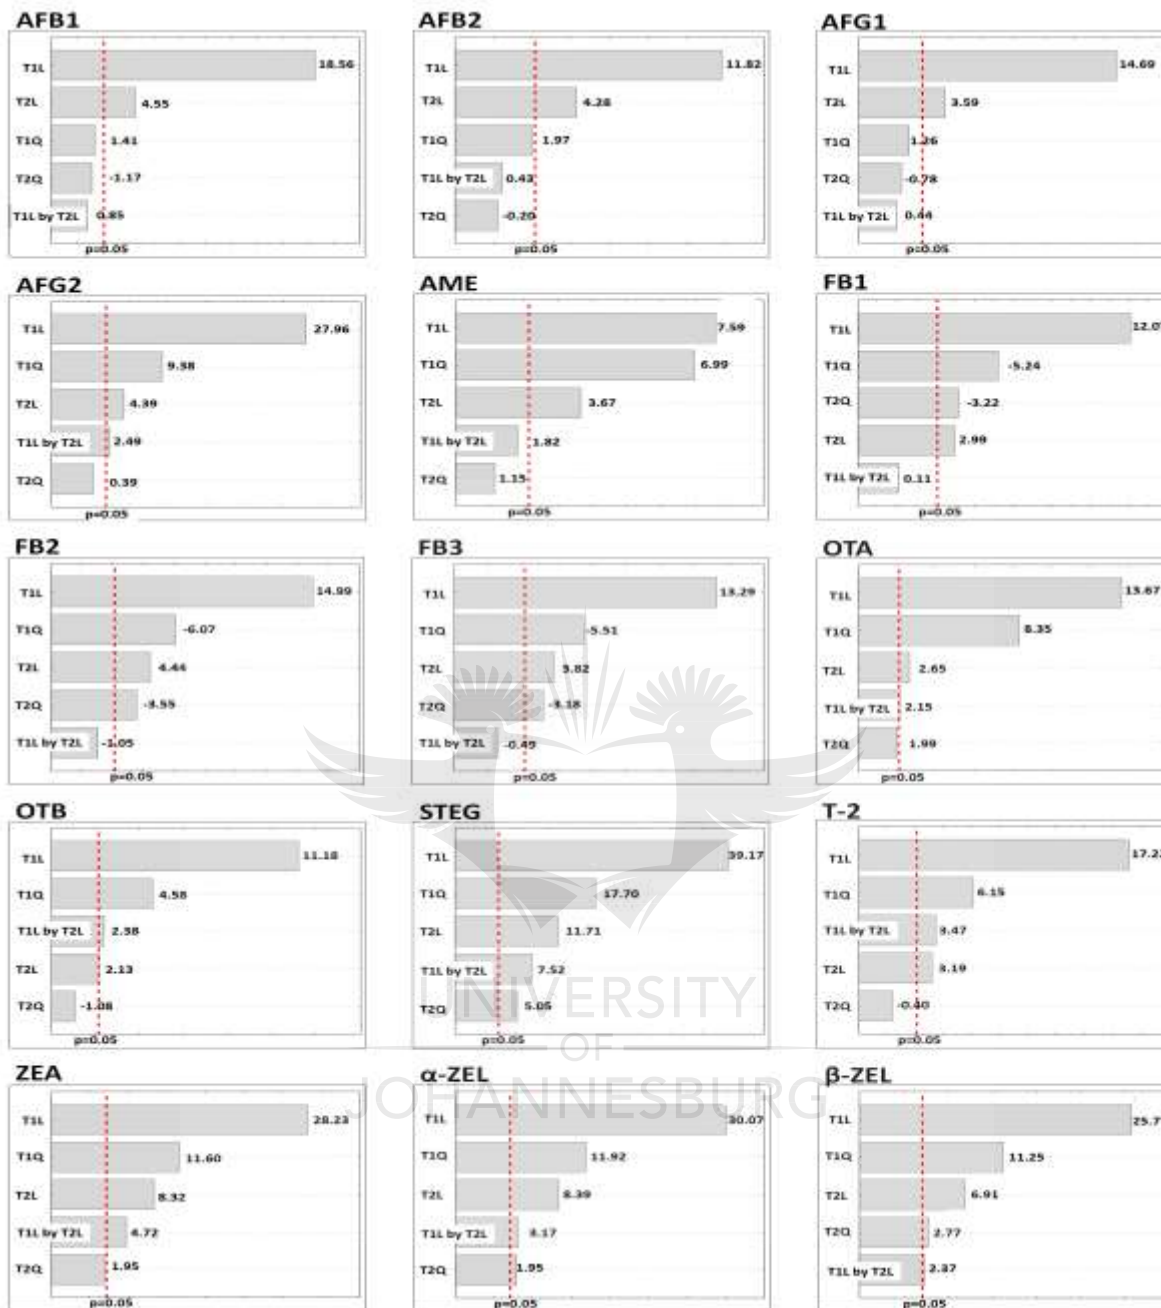 AFB1
T1L 18.56
T2L 4.55
T1Q 1.41
T2Q -1.17
T1L by T2L 0.85
p=0.05
AFB2
T1L 11.82
T2L 4.28
T1Q 1.97
T1L by T2L 0.43
T2Q -0.20
p=0.05
AFG1
T1L 14.69
T2L 3.59
T1Q 1.26
T2Q -0.78
T1L by T2L 0.44
p=0.05
AFG2
T1L 27.96
T1Q 9.38
T2L 4.39
T1L by T2L 2.49
T2Q 0.39
p=0.05
AME
T1L 7.59
T1Q 6.99
T2L 3.67
T1L by T2L 1.82
T2Q 1.15
p=0.05
FB1
T1L 12.0
T1Q -5.24
T2Q -3.22
T2L 2.99
T1L by T2L 0.11
p=0.05
FB2
T1L 14.99
T1Q -6.07
T2L 4.44
T2Q -3.55
T1L by T2L -1.05
p=0.05
FB3
T1L 13.29
T1Q -5.51
T2L 3.82
T2Q -3.18
T1L by T2L -0.49
p=0.05
OTA
T1L 13.67
T1Q 8.35
T2L 2.65
T1L by T2L 2.15
T2Q 1.99
p=0.05
OTB
T1L 11.18
T1Q 4.58
T1L by T2L 2.38
T2L 2.13
T2Q -1.08
p=0.05
STEG
T1L 39.17
T1Q 17.70
T2L 11.71
T1L by T2L 7.52
T2Q 5.05
p=0.05
T-2
T1L 17.2
T1Q 6.15
T1L by T2L 3.47
T2L 3.19
T2Q -0.40
p=0.05
UNIVERSITY
OF
JOHANNESBURG
ZEA
T1L 28.23
T1Q 11.60
T2L 8.32
T1L by T2L 4.72
T2Q 1.95
p=0.05
α-ZEL
T1L 30.07
T1Q 11.92
T2L 8.39
T1L by T2L 3.17
T2Q 1.95
p=0.05
β-ZEL
T1L 25.7
T1Q 11.25
T2L 6.91
T2Q 2.77
T1L by T2L 2.37
p=0.05